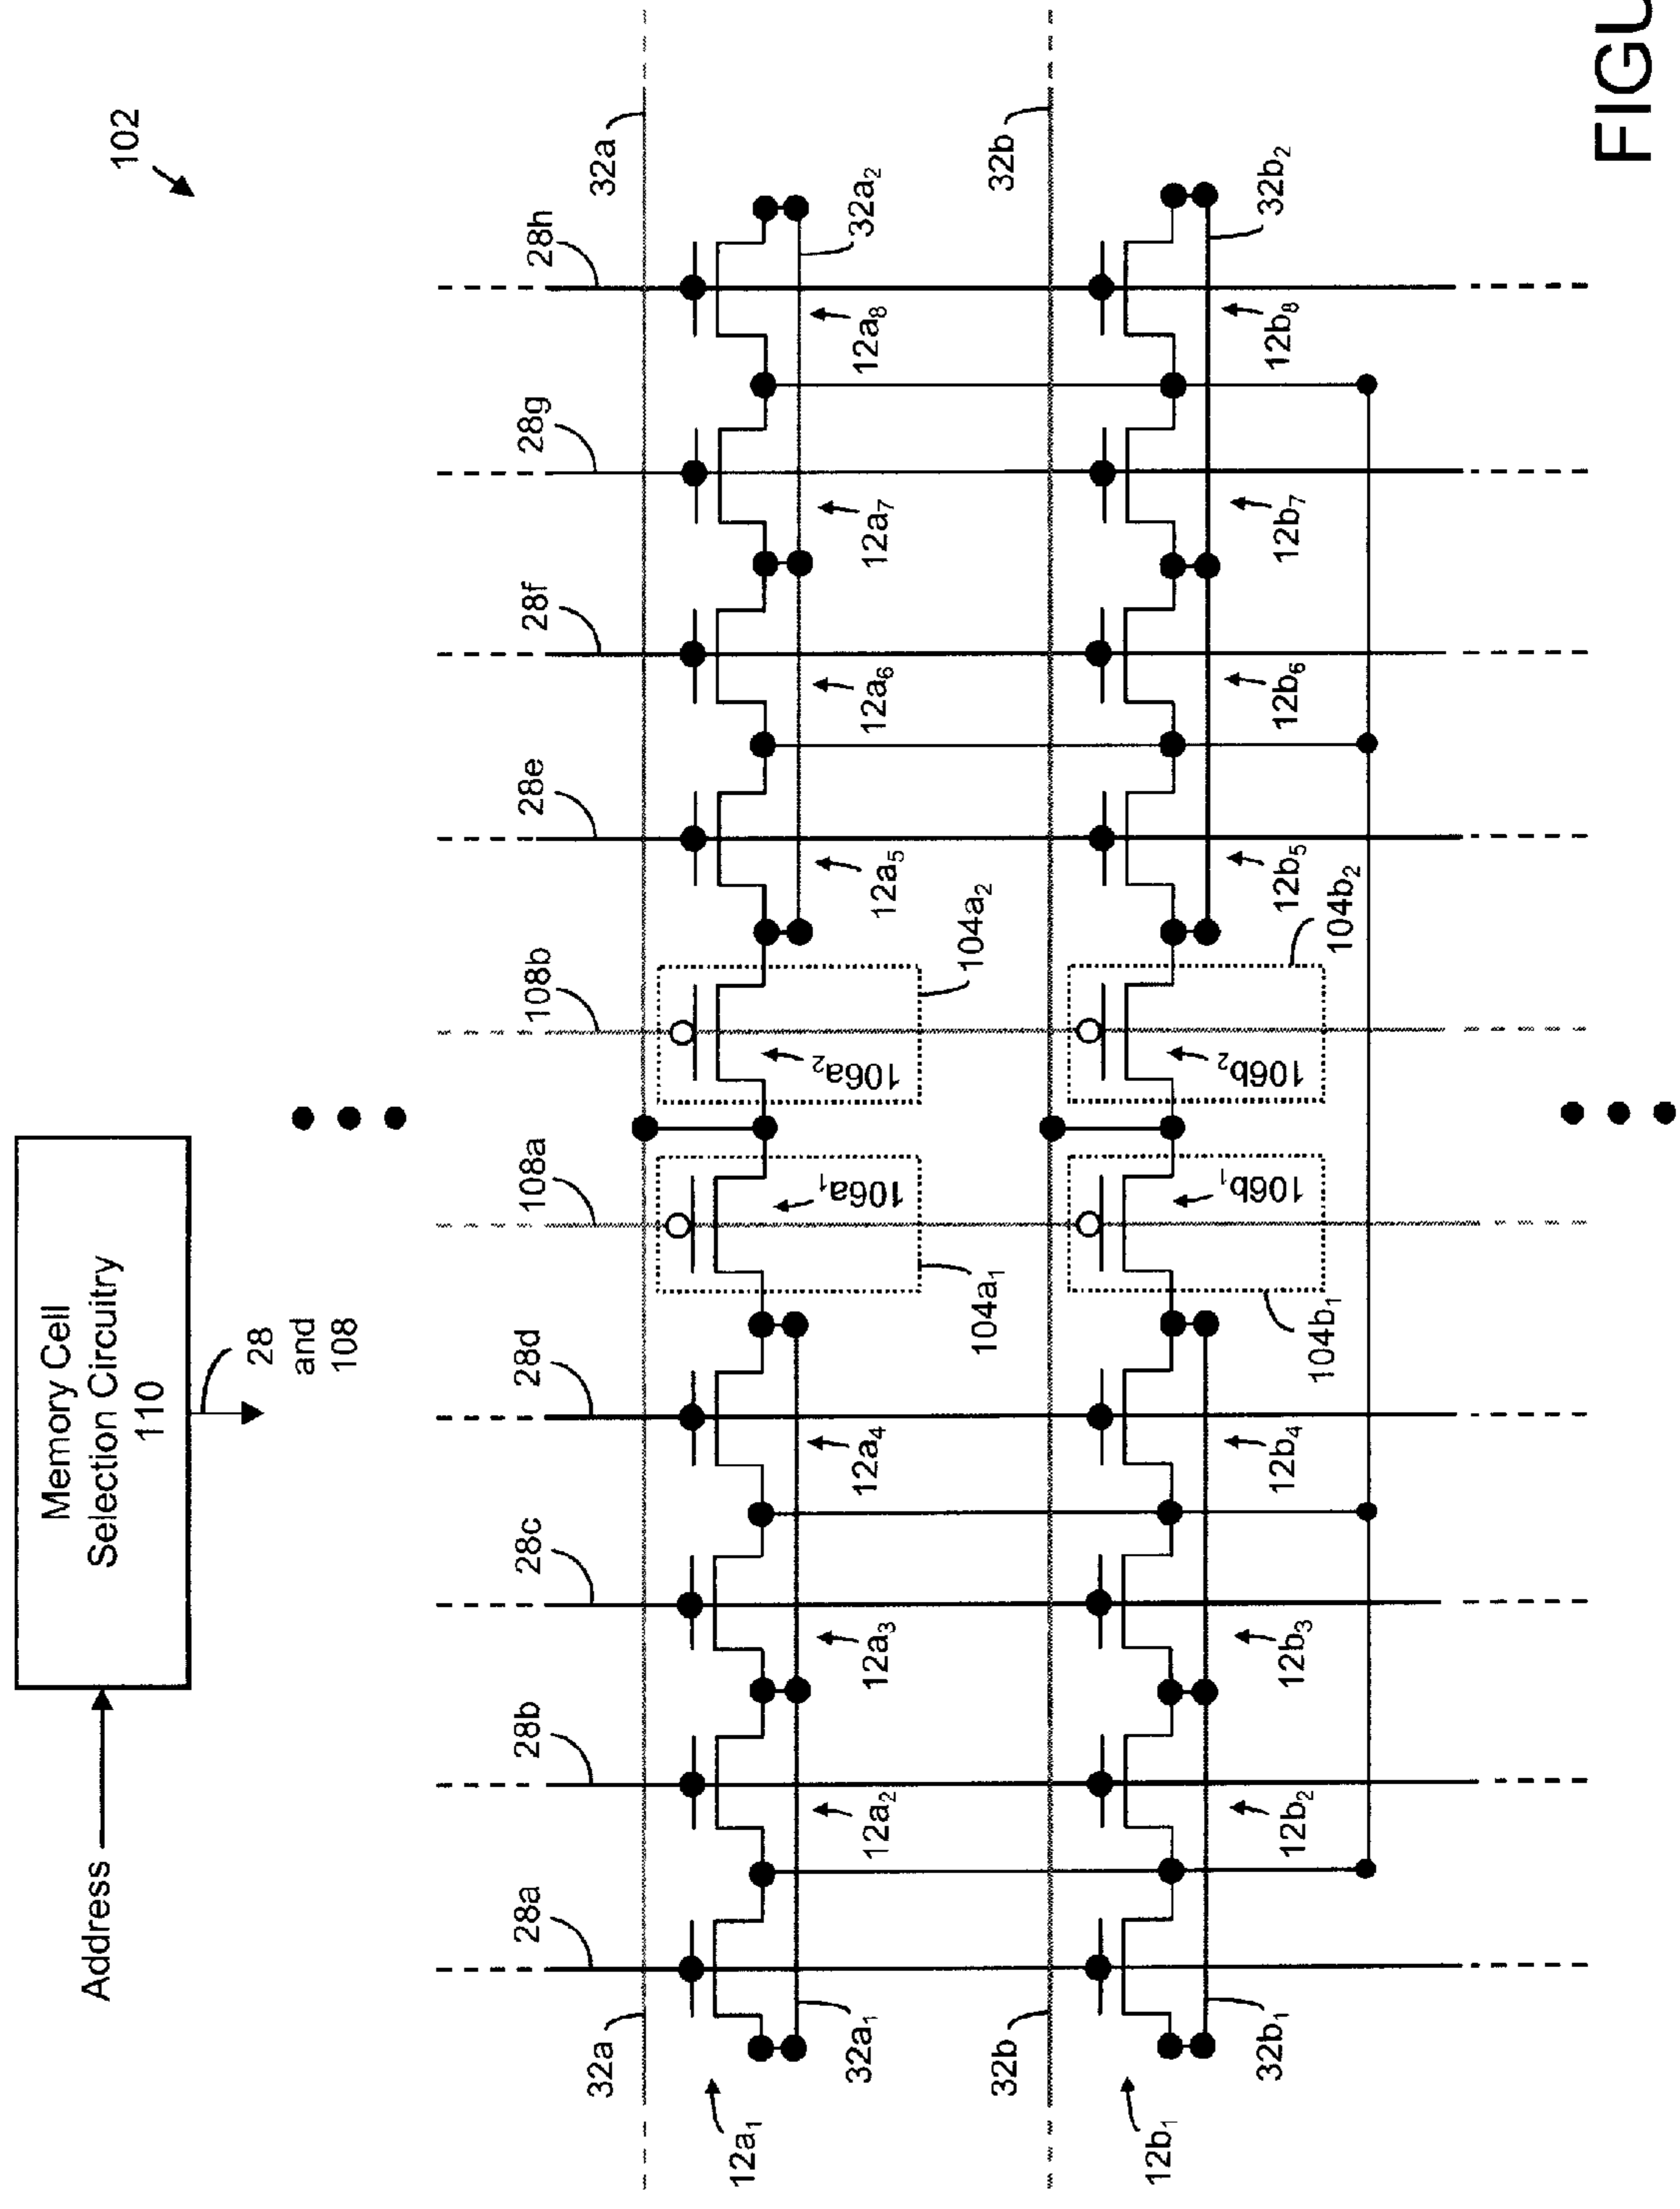 Address
Memory Cell
Selection Circuitry
110
28
and
108
102
28a
28b
28c
28d
108a
108b
28e
28f
28g
28h
32a
32a
12a₁
32a₁
12a₂
12a₃
12a₄
104a₁
106a₁
106a₂
104a₂
12a₅
12a₆
12a₇
12a₈
32a₂
32b
32b
12b₁
32b₁
12b₂
12b₃
12b₄
104b₁
106b₁
106b₂
104b₂
12b₅
12b₆
12b₇
12b₈
32b₂